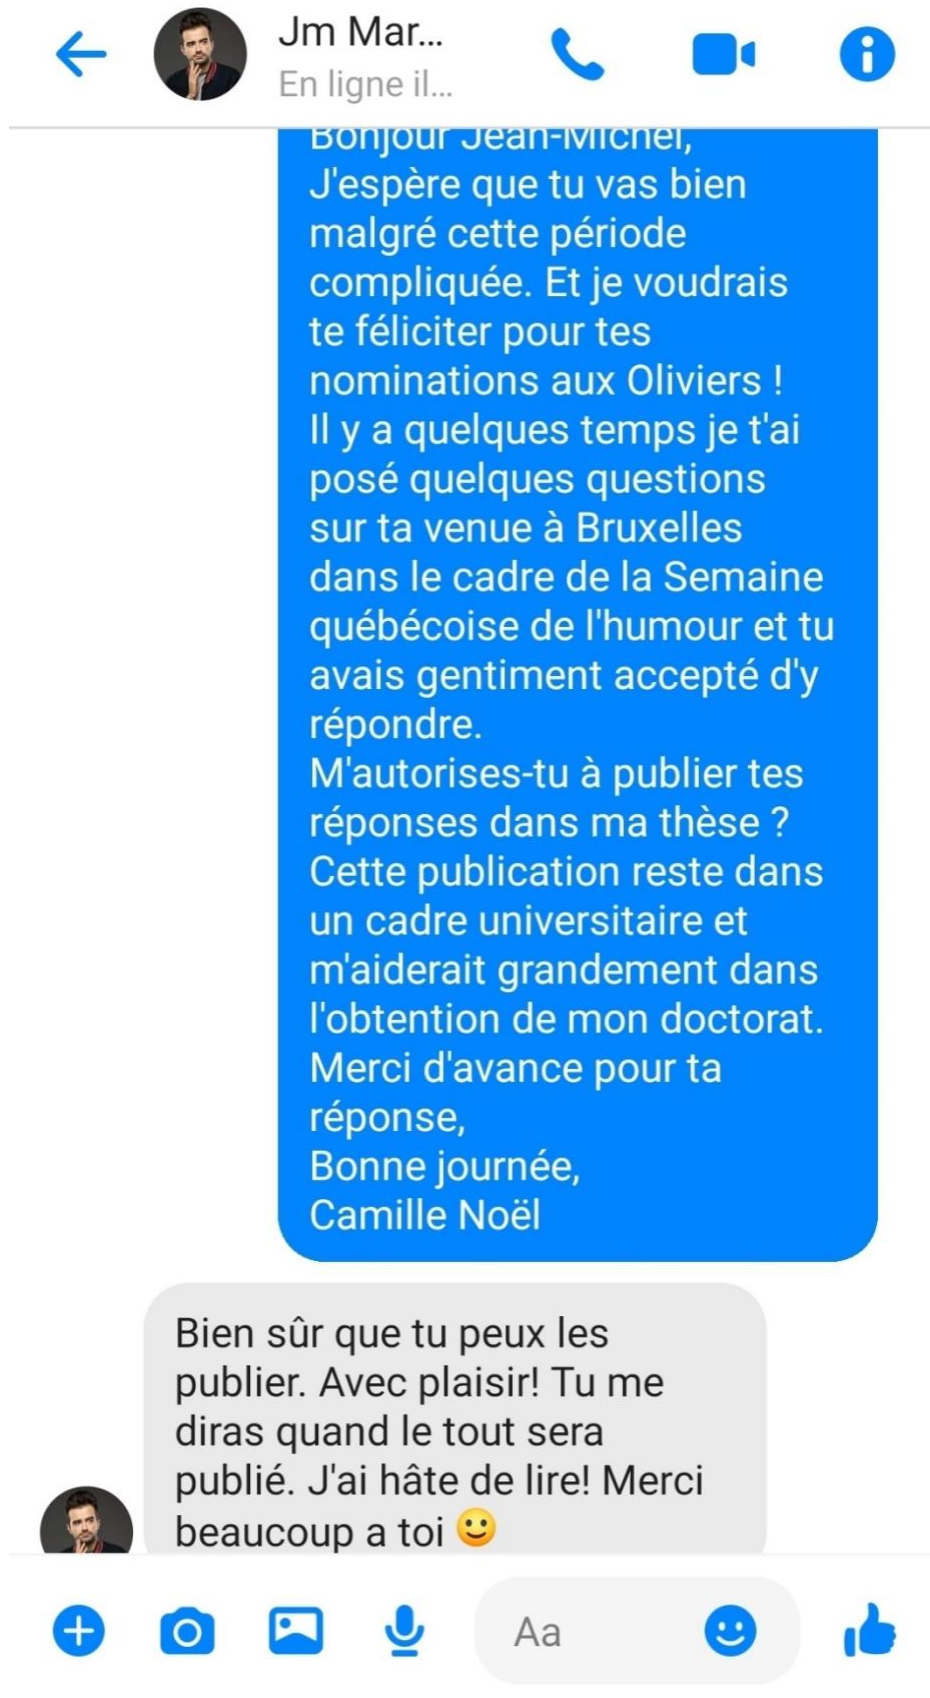 Jm Mar...
En ligne il...
Bonjour Jean-Michel,
J'espère que tu vas bien
malgré cette période
compliquée. Et je voudrais
te féliciter pour tes
nominations aux Oliviers !
Il y a quelques temps je t'ai
posé quelques questions
sur ta venue à Bruxelles
dans le cadre de la Semaine
québécoise de l'humour et tu
avais gentiment accepté d'y
répondre.
M'autorises-tu à publier tes
réponses dans ma thèse ?
Cette publication reste dans
un cadre universitaire et
m'aiderait grandement dans
l'obtention de mon doctorat.
Merci d'avance pour ta
réponse,
Bonne journée,
Camille Noël
Bien sûr que tu peux les
publier. Avec plaisir! Tu me
diras quand le tout sera
publié. J'ai hâte de lire! Merci
beaucoup a toi 🙂
Aa